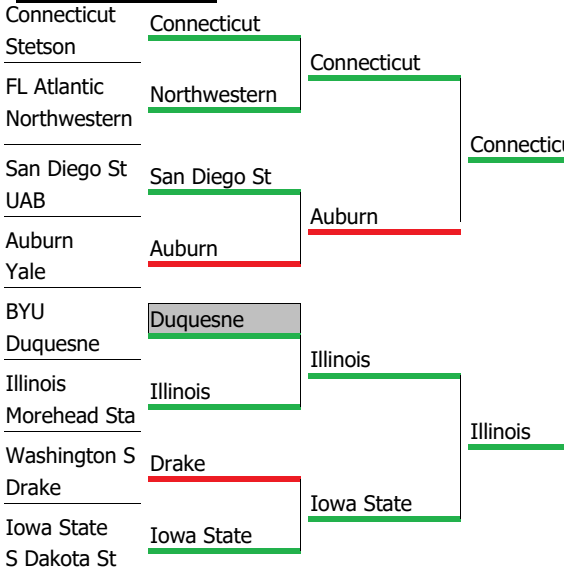 Connecticut
Stetson
FL Atlantic
Northwestern
San Diego St
UAB
Auburn
Yale
BYU
Duquesne
Illinois
Morehead Sta
Washington S
Drake
Iowa State
S Dakota St
Connecticut
Northwestern
San Diego St
Auburn
Duquesne
Illinois
Drake
Iowa State
Connecticut
Auburn
Illinois
Iowa State
Connecticu
Illinois